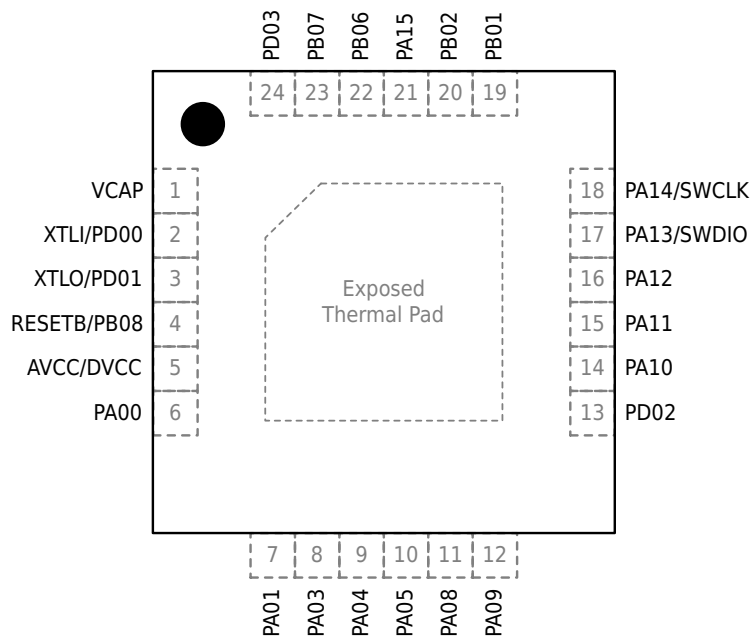 PD03
PB07
PB06
PA15
PB02
PB01
24 23 22 21 20 19
VCAP 1
XTLI/PD00 2
XTLO/PD01 3
RESETB/PB08 4
AVCC/DVCC 5
PA00 6
18 PA14/SWCLK
17 PA13/SWDIO
16 PA12
15 PA11
14 PA10
13 PD02
Exposed
Thermal Pad
7 8 9 10 11 12
PA01
PA03
PA04
PA05
PA08
PA09